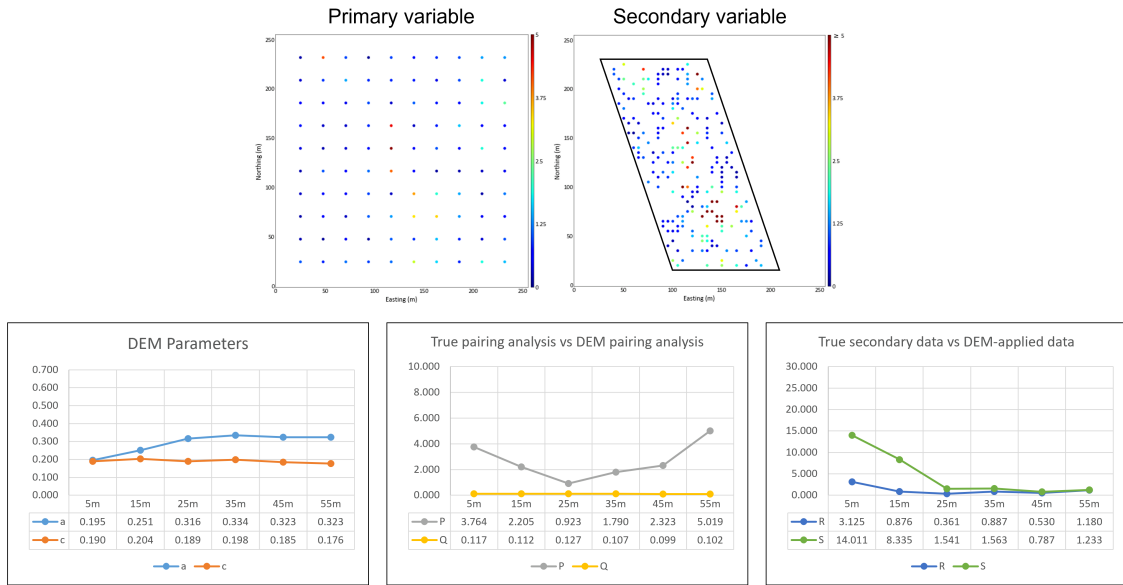 Primary variable
Secondary variable
250
200
150
100
50
0
0
50
100
150
200
250
Northing (m)
Easting (m)
5
3.75
2.5
1.25
0
250
200
150
100
50
0
0
50
100
150
200
250
Northing (m)
Easting (m)
≥ 5
3.75
2.5
1.25
0
DEM Parameters
0.700
0.600
0.500
0.400
0.300
0.200
0.100
0.000
5m 15m 25m 35m 45m 55m
a 0.195 0.251 0.316 0.334 0.323 0.323
c 0.190 0.204 0.189 0.198 0.185 0.176
a c
True pairing analysis vs DEM pairing analysis
10.000
8.000
6.000
4.000
2.000
0.000
5m 15m 25m 35m 45m 55m
P 3.764 2.205 0.923 1.790 2.323 5.019
Q 0.117 0.112 0.127 0.107 0.099 0.102
P Q
True secondary data vs DEM-applied data
30.000
25.000
20.000
15.000
10.000
5.000
0.000
5m 15m 25m 35m 45m 55m
R 3.125 0.876 0.361 0.887 0.530 1.180
S 14.011 8.335 1.541 1.563 0.787 1.233
R S